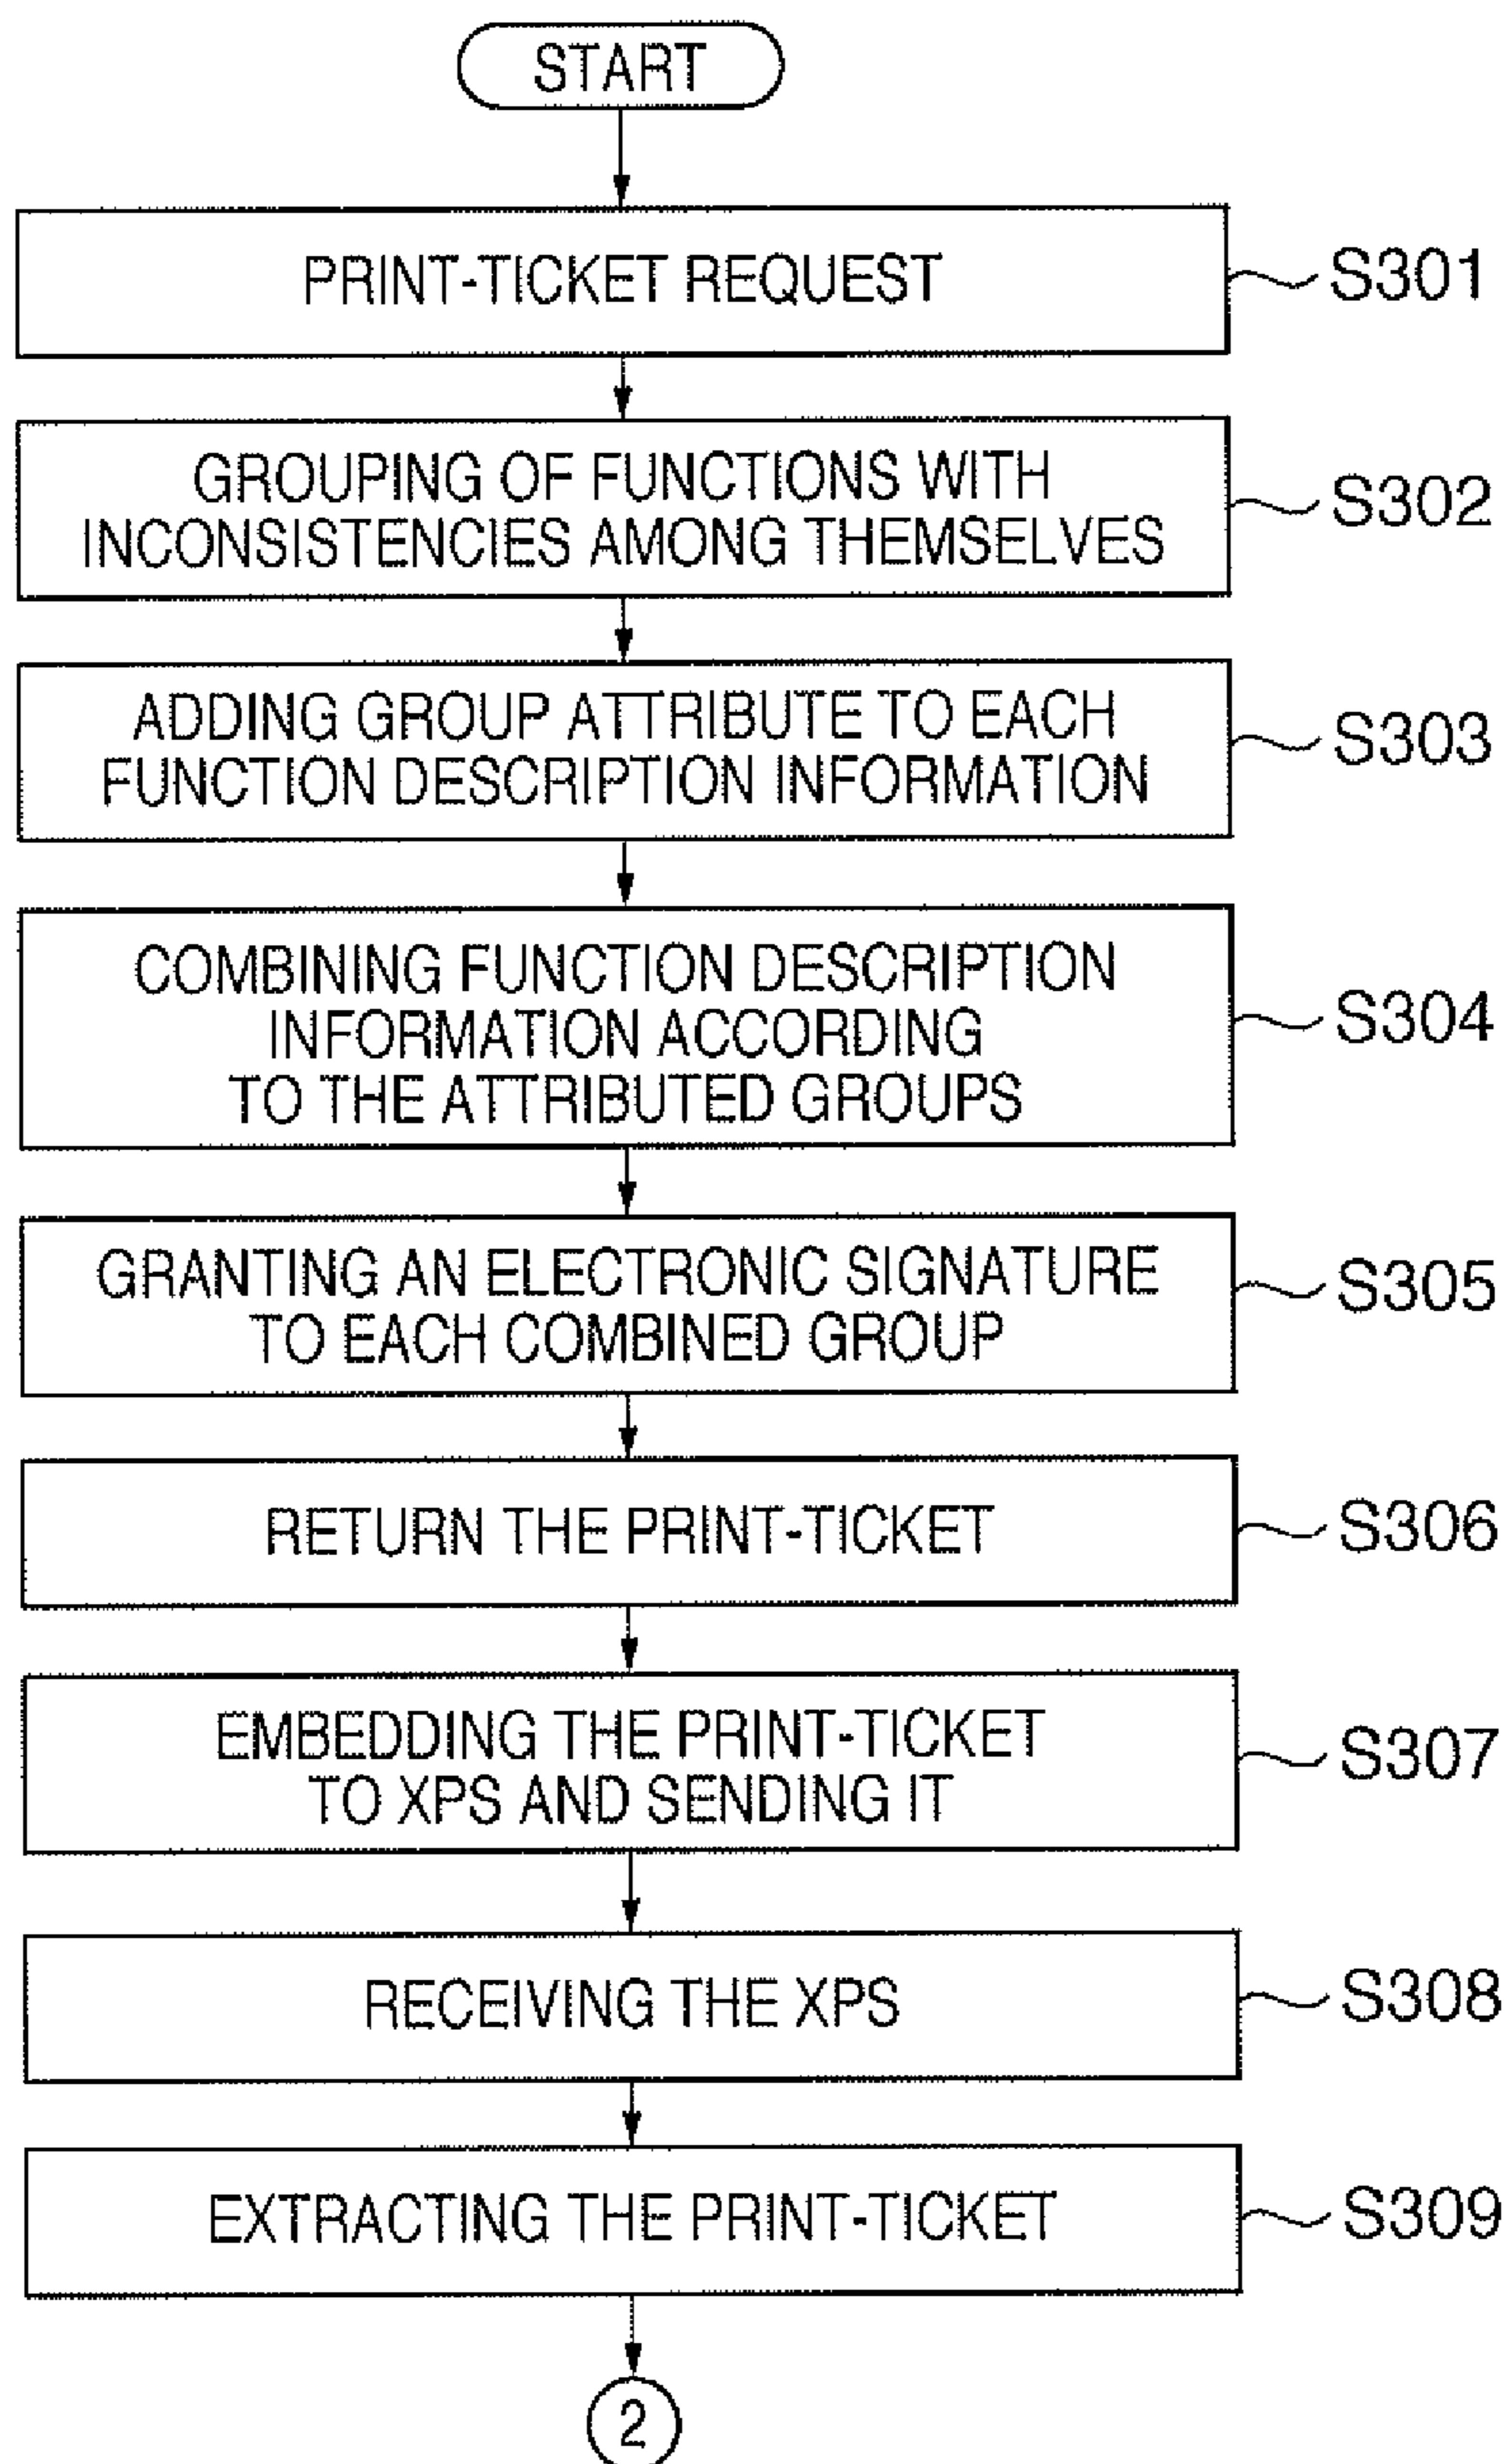 START
PRINT-TICKET REQUEST
S301
GROUPING OF FUNCTIONS WITH
INCONSISTENCIES AMONG THEMSELVES
S302
ADDING GROUP ATTRIBUTE TO EACH
FUNCTION DESCRIPTION INFORMATION
S303
COMBINING FUNCTION DESCRIPTION
INFORMATION ACCORDING
TO THE ATTRIBUTED GROUPS
S304
GRANTING AN ELECTRONIC SIGNATURE
TO EACH COMBINED GROUP
S305
RETURN THE PRINT-TICKET
S306
EMBEDDING THE PRINT-TICKET
TO XPS AND SENDING IT
S307
RECEIVING THE XPS
S308
EXTRACTING THE PRINT-TICKET
S309
2